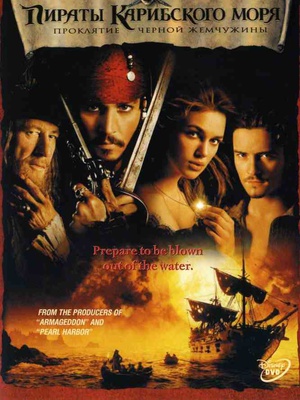 Пираты Карибского моря
Проклятие черной жемчужины
Prepare to be blown
out of the water.
FROM THE PRODUCERS OF
"ARMAGEDDON" AND
"PEARL HARBOR"
Disney
DVD